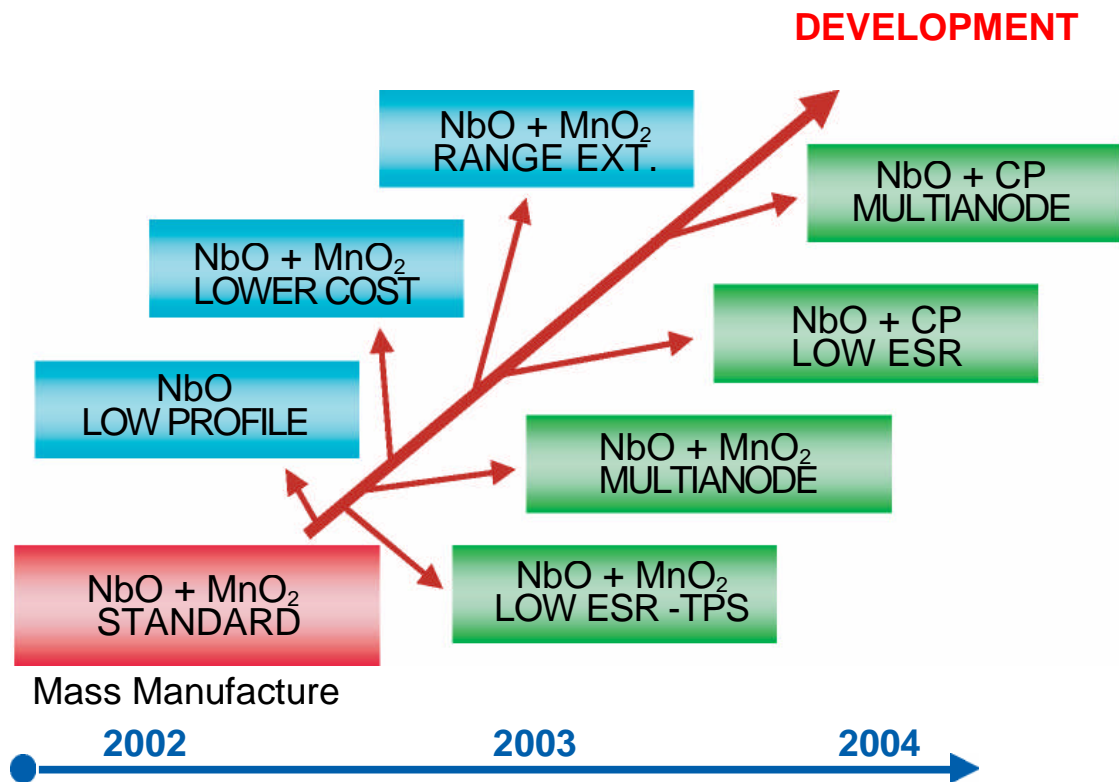 DEVELOPMENT
NbO + MnO₂
RANGE EXT.
NbO + CP
MULTIANODE
NbO + MnO₂
LOWER COST
NbO + CP
LOW ESR
NbO
LOW PROFILE
NbO + MnO₂
MULTIANODE
NbO + MnO₂
STANDARD
NbO + MnO₂
LOW ESR -TPS
Mass Manufacture
2002 2003 2004